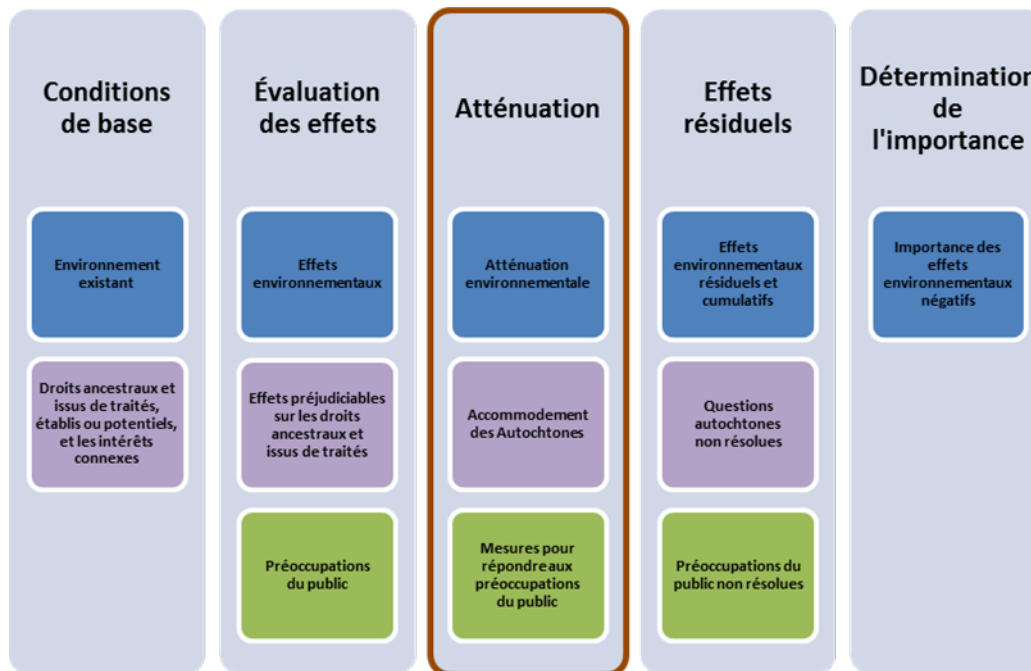 Conditions
de base
Environnement
existant
Droits ancestraux et
issus de traités,
établis ou potentiels,
et les intérêts
connexes
Évaluation
des effets
Effets
environnementaux
Effets préjudiciables
sur les droits
ancestraux et
issus de traités
Préoccupations
du public
Atténuation
Atténuation
environnementale
Accommodement
des Autochtones
Mesures pour
répondre aux
préoccupations
du public
Effets
résiduels
Effets
environnementaux
résiduels et
cumulatifs
Questions
autochtones
non résolues
Préoccupations du
public non résolues
Détermination
de
l'importance
Importance des
effets
environnementaux
négatifs